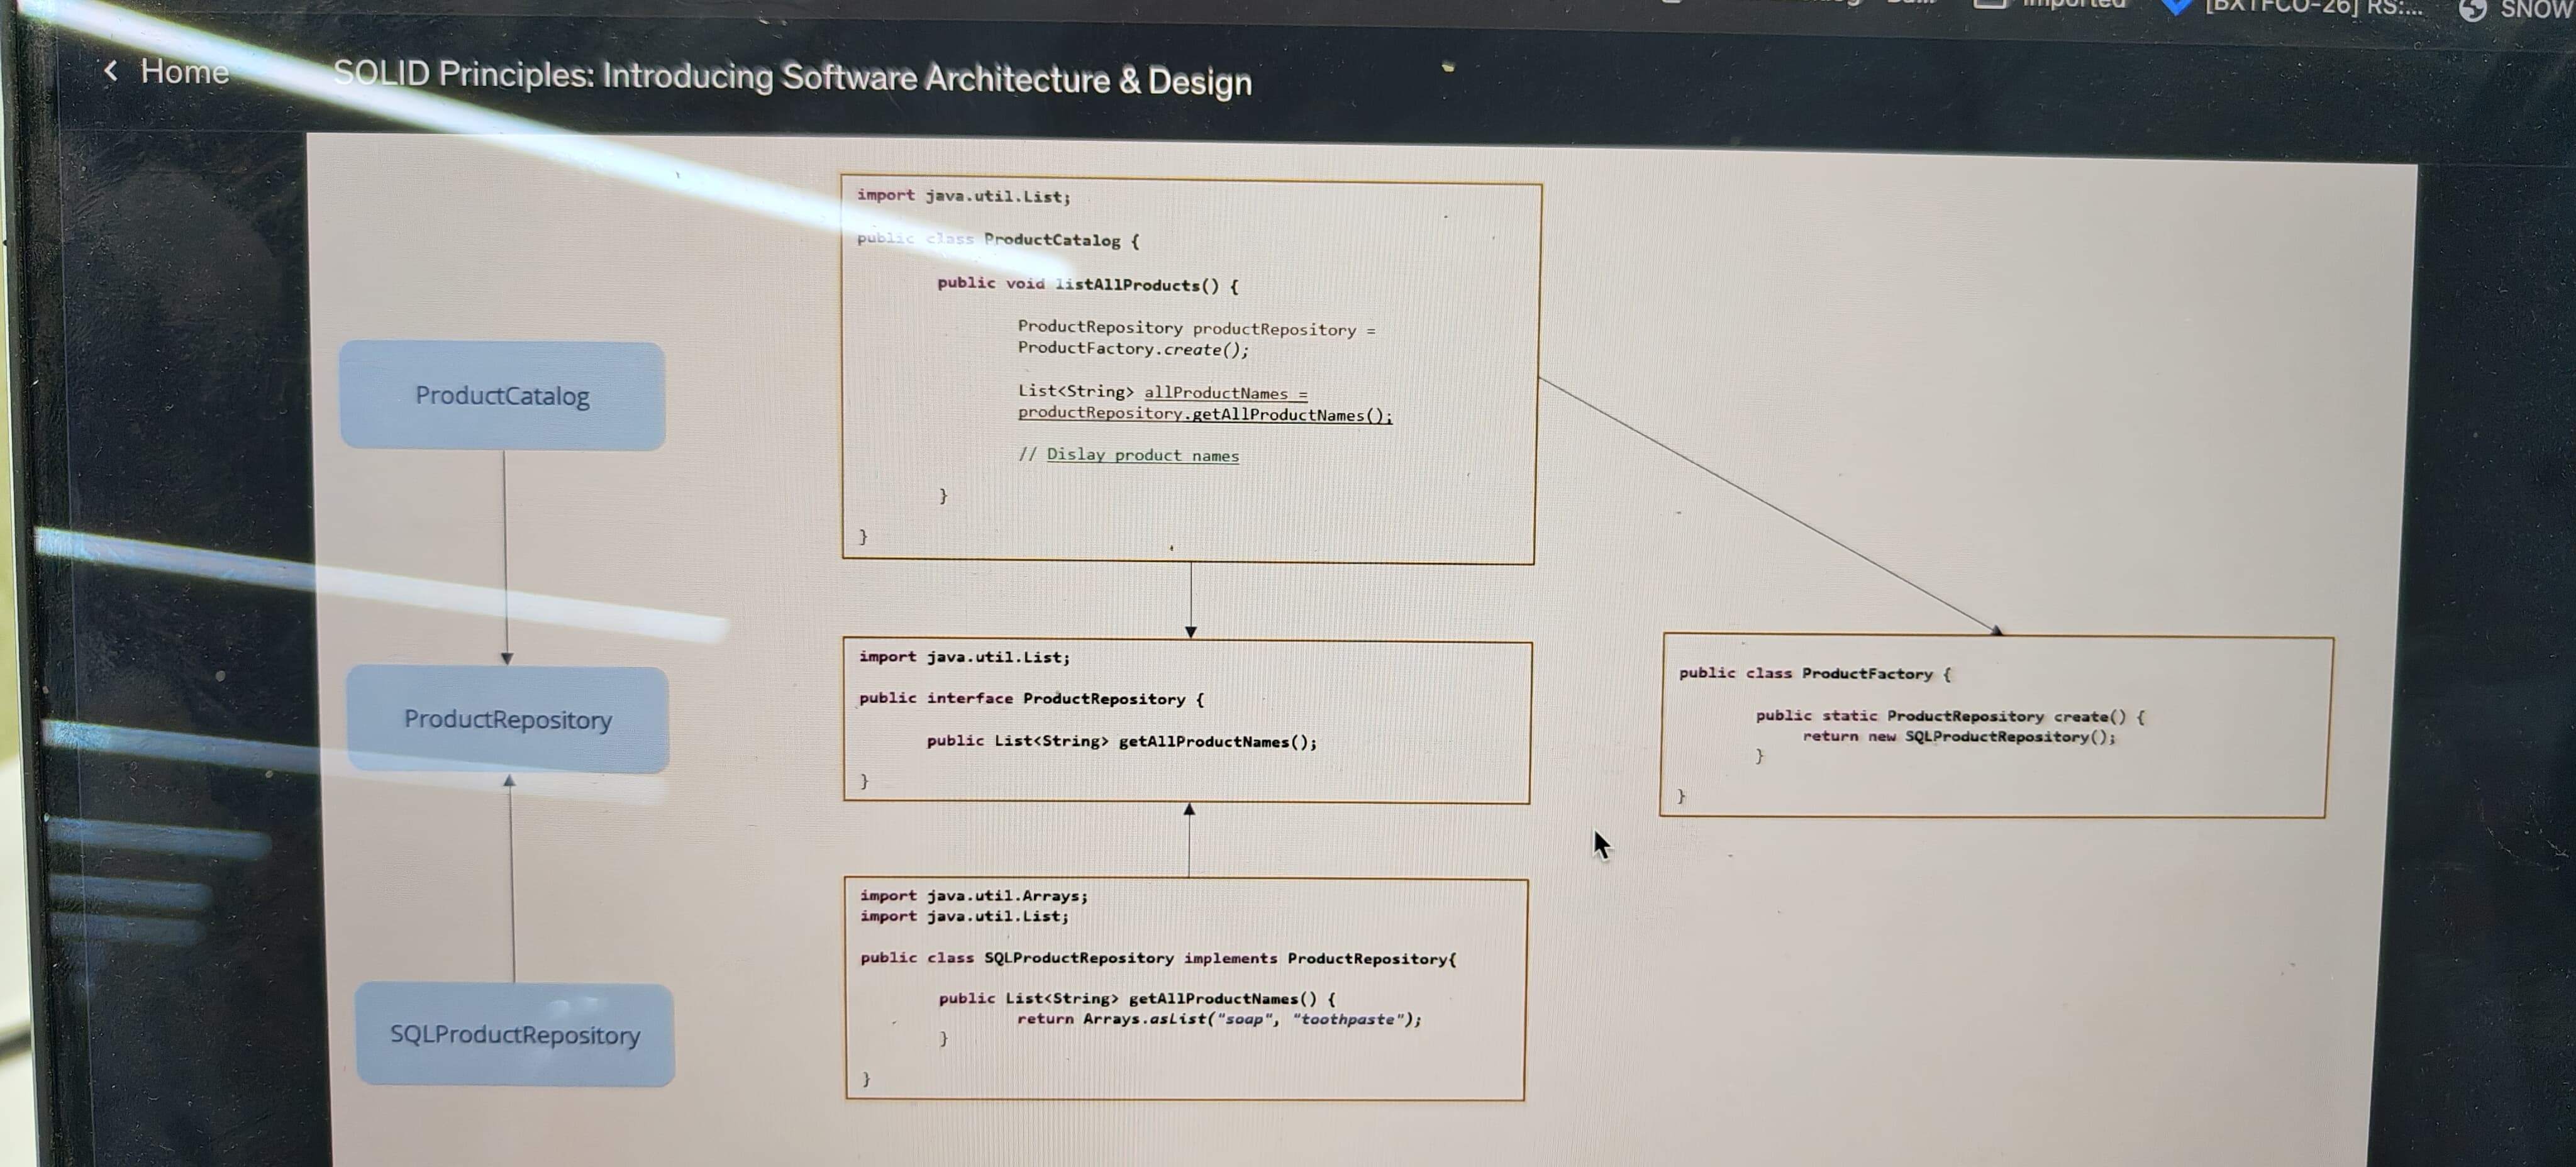 imported
[BXTFCO-26] RS:...
SNOW
< Home
SOLID Principles: Introducing Software Architecture & Design
import java.util.List;
public class ProductCatalog {
public void listAllProducts() {
ProductRepository productRepository =
ProductFactory.create();
List<String> allProductNames =
productRepository.getAllProductNames();
// Dislay product names
}
}
ProductCatalog
ProductRepository
SQLProductRepository
import java.util.List;
public interface ProductRepository {
public List<String> getAllProductNames();
}
public class ProductFactory {
public static ProductRepository create() {
return new SQLProductRepository();
}
}
import java.util.Arrays;
import java.util.List;
public class SQLProductRepository implements ProductRepository{
public List<String> getAllProductNames() {
return Arrays.asList("soap", "toothpaste");
}
}